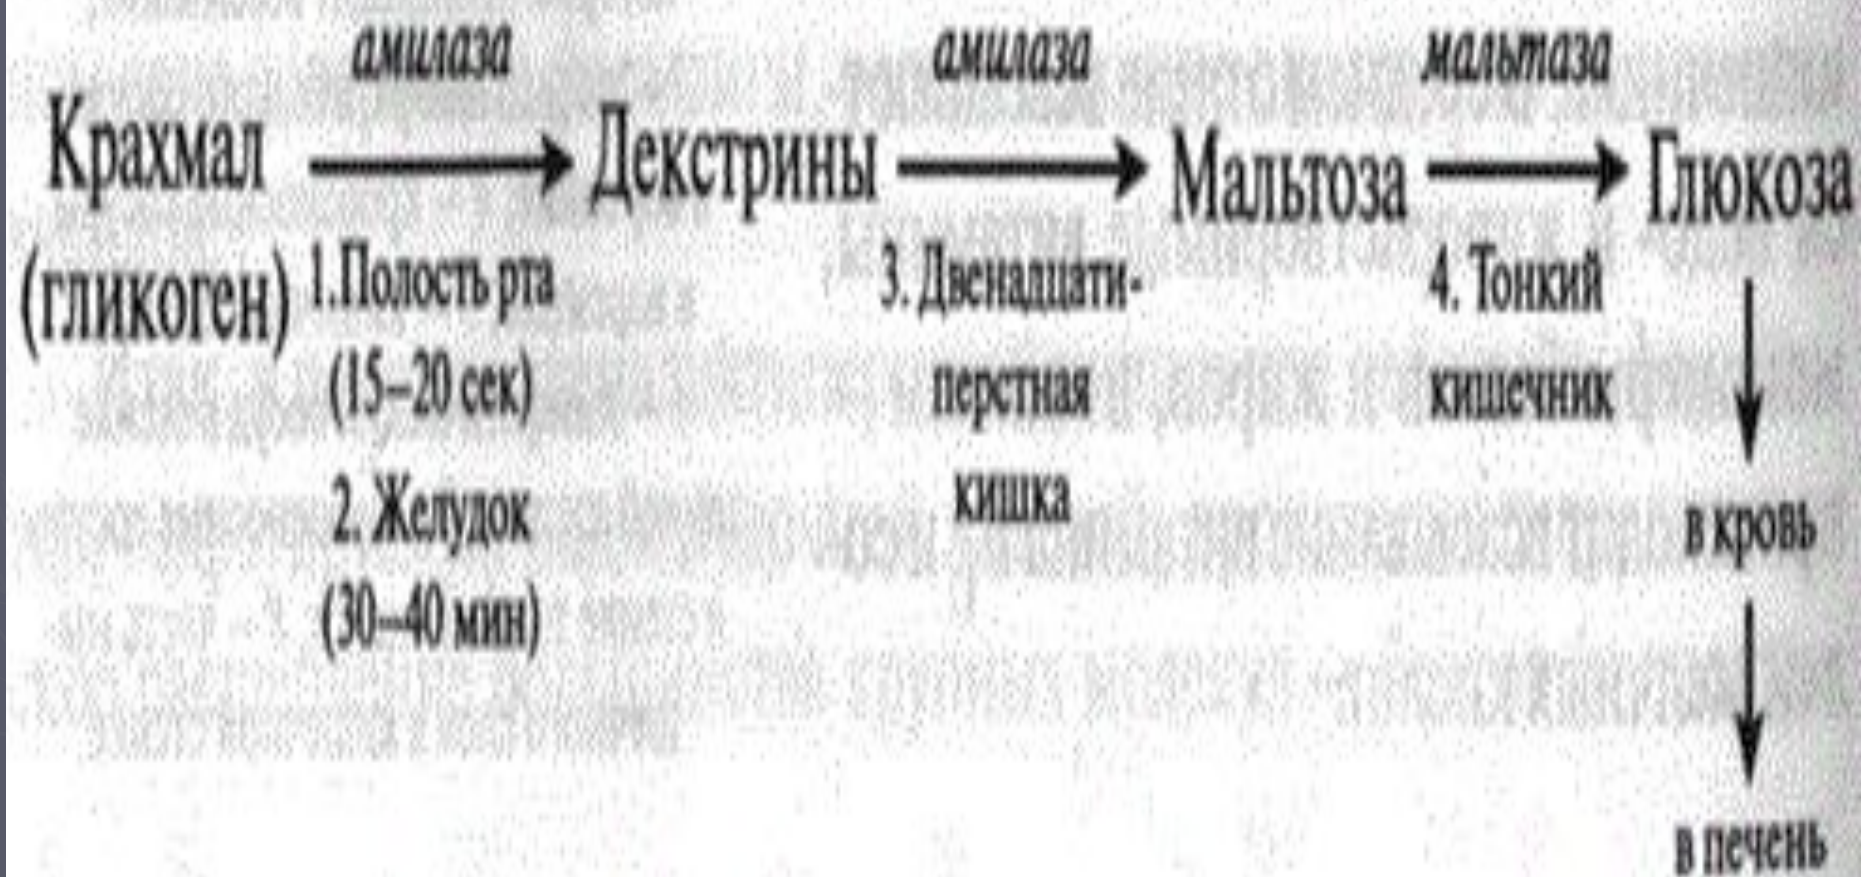 амилаза амилаза мальтаза
Крахмал Декстрины Мальтоза Глюкоза
(гликоген) 1.Полость рта 3. Двенадцати- 4. Тонкий
(15–20 сек) перстная кишечник
2. Желудок кишка в кровь
(30–40 мин)
в печень